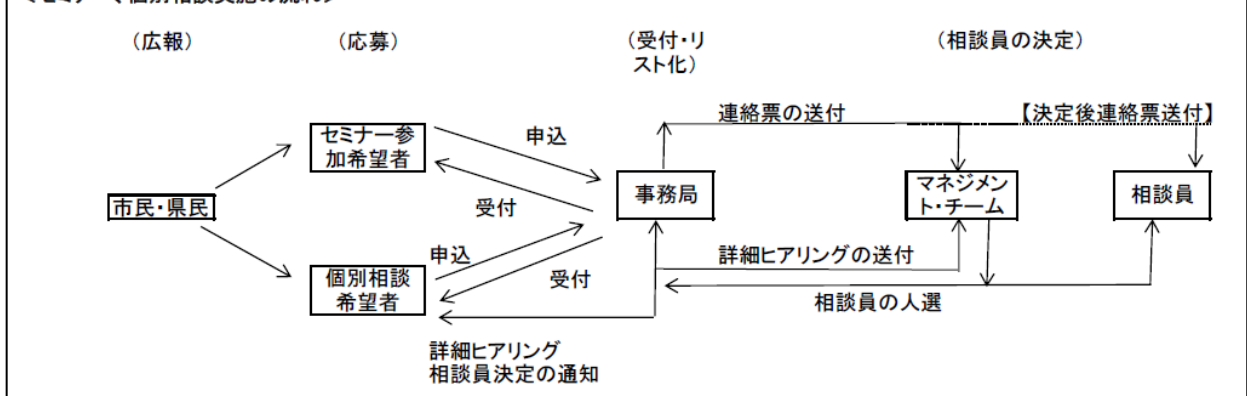 （広報）
（応募）
（受付・リ
スト化）
（相談員の決定）
連絡票の送付
【決定後連絡票送付】
セミナー参
加希望者
申込
市民・県民
受付
事務局
マネジメン
ト・チーム
相談員
申込
個別相談
希望者
受付
詳細ヒアリングの送付
相談員の人選
詳細ヒアリング
相談員決定の通知